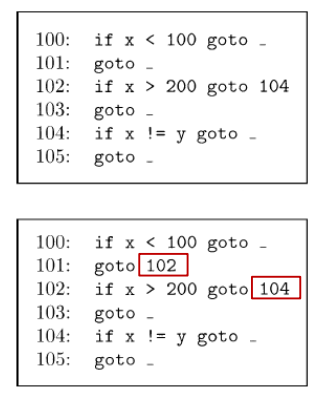 100: if x < 100 goto _
101: goto _
102: if x > 200 goto 104
103: goto _
104: if x != y goto _
105: goto _
100: if x < 100 goto _
101: goto 102
102: if x > 200 goto 104
103: goto _
104: if x != y goto _
105: goto _